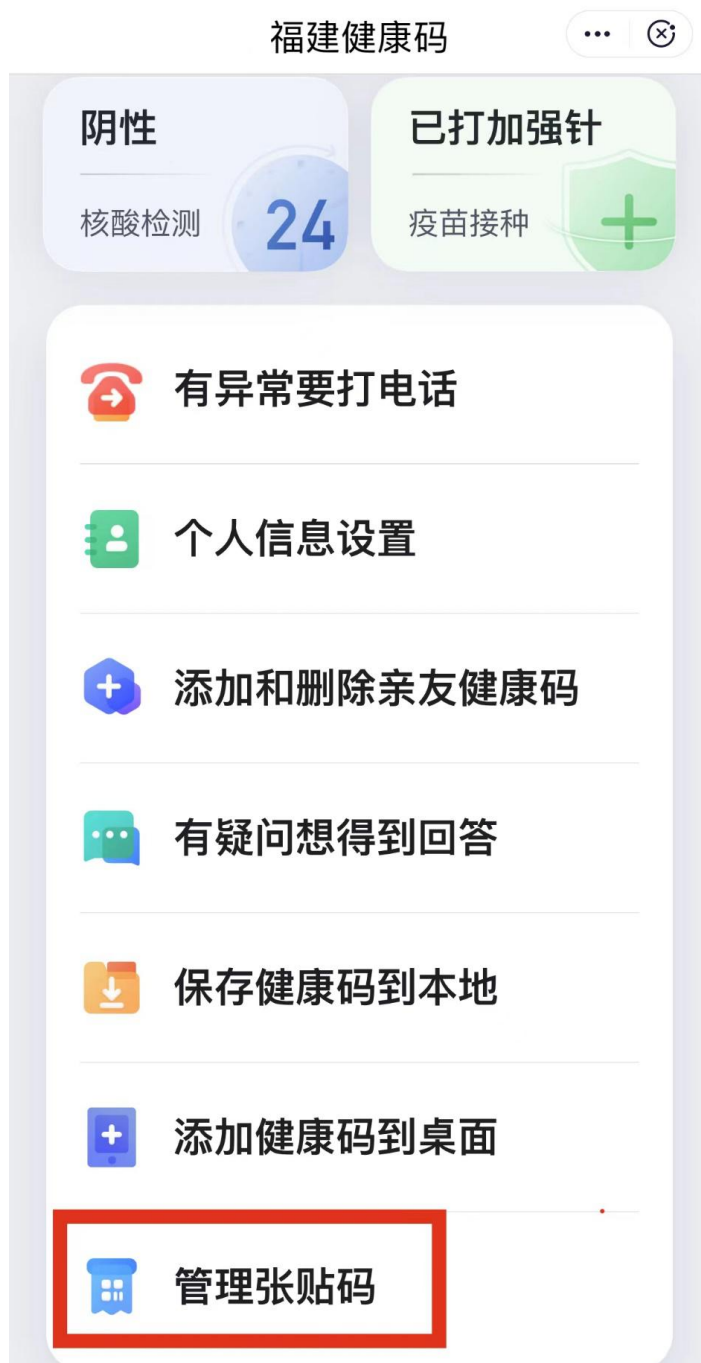 福建健康码
阴性
已打加强针
核酸检测
24
疫苗接种
有异常要打电话
个人信息设置
添加和删除亲友健康码
有疑问想得到回答
保存健康码到本地
添加健康码到桌面
管理张贴码